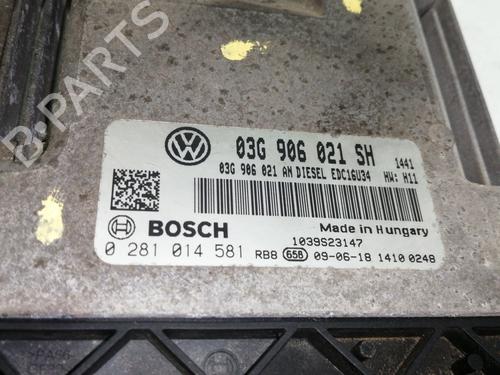 03G 906 021 SH 1441
03G 906 021 AN DIESEL EDC16U34 HW: H11
BOSCH
Made in Hungary
1039S23147
0 281 014 581
RB8 658 09-06-18 1410 0248
B-PARTS